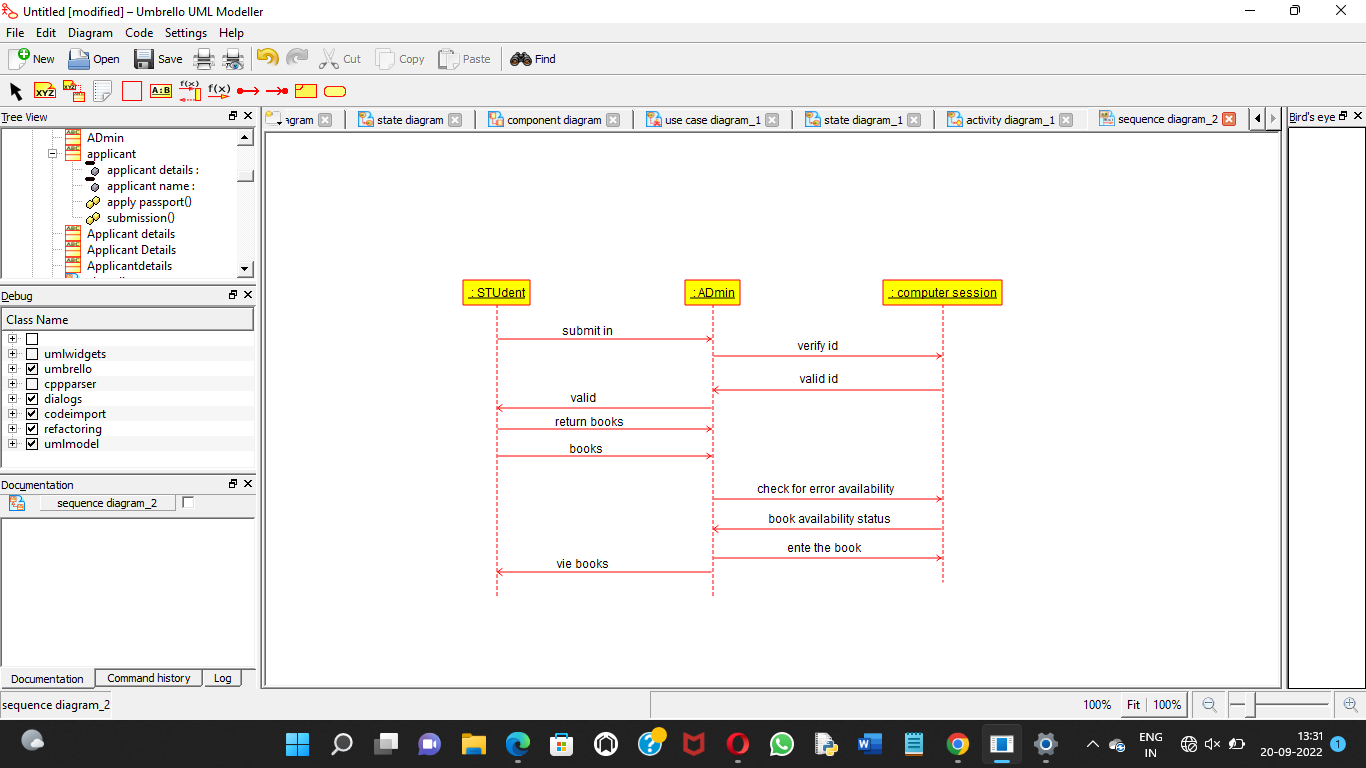 Untitled [modified] – Umbrello UML Modeller
File Edit Diagram Code Settings Help
New Open Save Cut Copy Paste Find
XYZ XYZ A:B f(x) f(x)
Tree View
ADmin
applicant
applicant details :
applicant name :
apply passport()
submission()
Applicant details
Applicant Details
Applicantdetails
Debug
Class Name
umlwidgets
umbrello
cppparser
dialogs
codeimport
refactoring
umlmodel
Documentation
sequence diagram_2
Documentation Command history Log
gram state diagram component diagram use case diagram_1 state diagram_1 activity diagram_1 sequence diagram_2
Bird's eye
: STUdent : ADmin : computer session
submit in
verify id
valid id
valid
return books
books
check for error availability
book availability status
ente the book
vie books
sequence diagram_2
100% Fit 100%
ENG
IN
13:31
20-09-2022
1